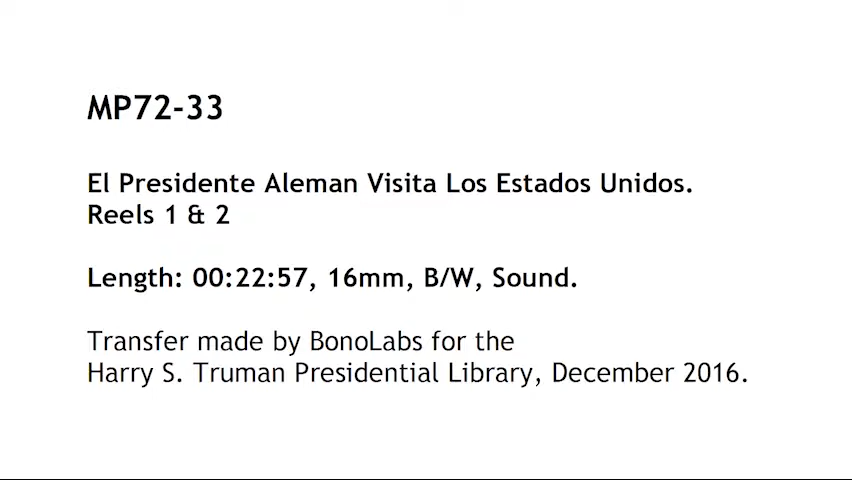 MP72-33
El Presidente Aleman Visita Los Estados Unidos.
Reels 1 & 2
Length: 00:22:57, 16mm, B/W, Sound.
Transfer made by BonoLabs for the
Harry S. Truman Presidential Library, December 2016.